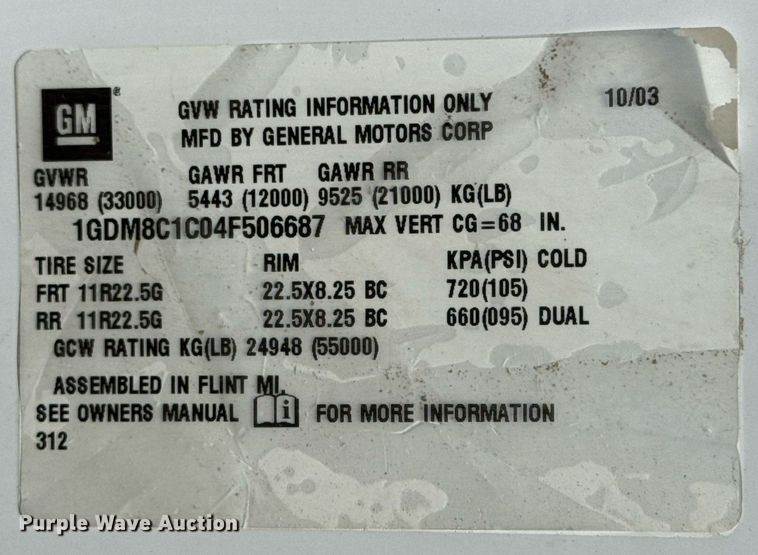 GM ® GVW RATING INFORMATION ONLY 10/03
MFD BY GENERAL MOTORS CORP
GVWR GAWR FRT GAWR RR
14968 (33000) 5443 (12000) 9525 (21000) KG(LB)
1GDM8C1C04F506687 MAX VERT CG=68 IN.
TIRE SIZE RIM KPA(PSI) COLD
FRT 11R22.5G 22.5X8.25 BC 720(105)
RR 11R22.5G 22.5X8.25 BC 660(095) DUAL
GCW RATING KG(LB) 24948 (55000)
ASSEMBLED IN FLINT MI.
SEE OWNERS MANUAL i FOR MORE INFORMATION
312
Purple Wave Auction